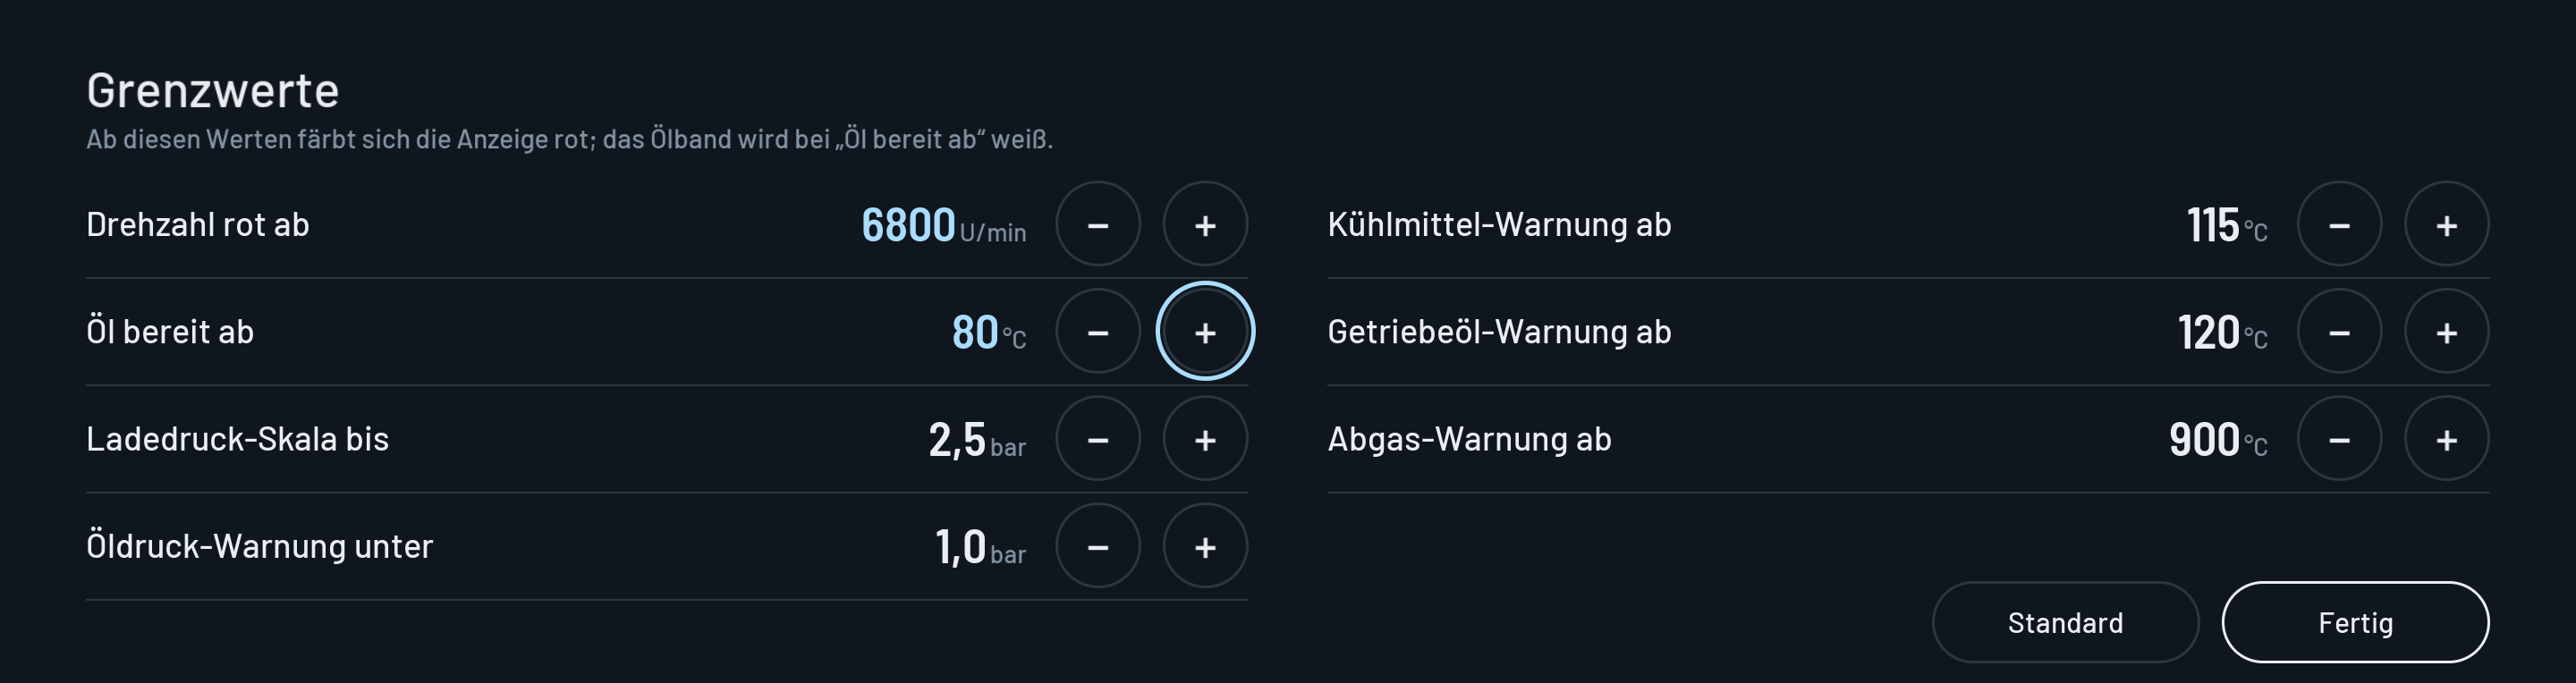 Grenzwerte
Ab diesen Werten färbt sich die Anzeige rot; das Ölband wird bei „Öl bereit ab“ weiß.
Drehzahl rot ab 6800 U/min − +
Öl bereit ab 80 °C − +
Ladedruck-Skala bis 2,5 bar − +
Öldruck-Warnung unter 1,0 bar − +
Kühlmittel-Warnung ab 115 °C − +
Getriebeöl-Warnung ab 120 °C − +
Abgas-Warnung ab 900 °C − +
Standard Fertig